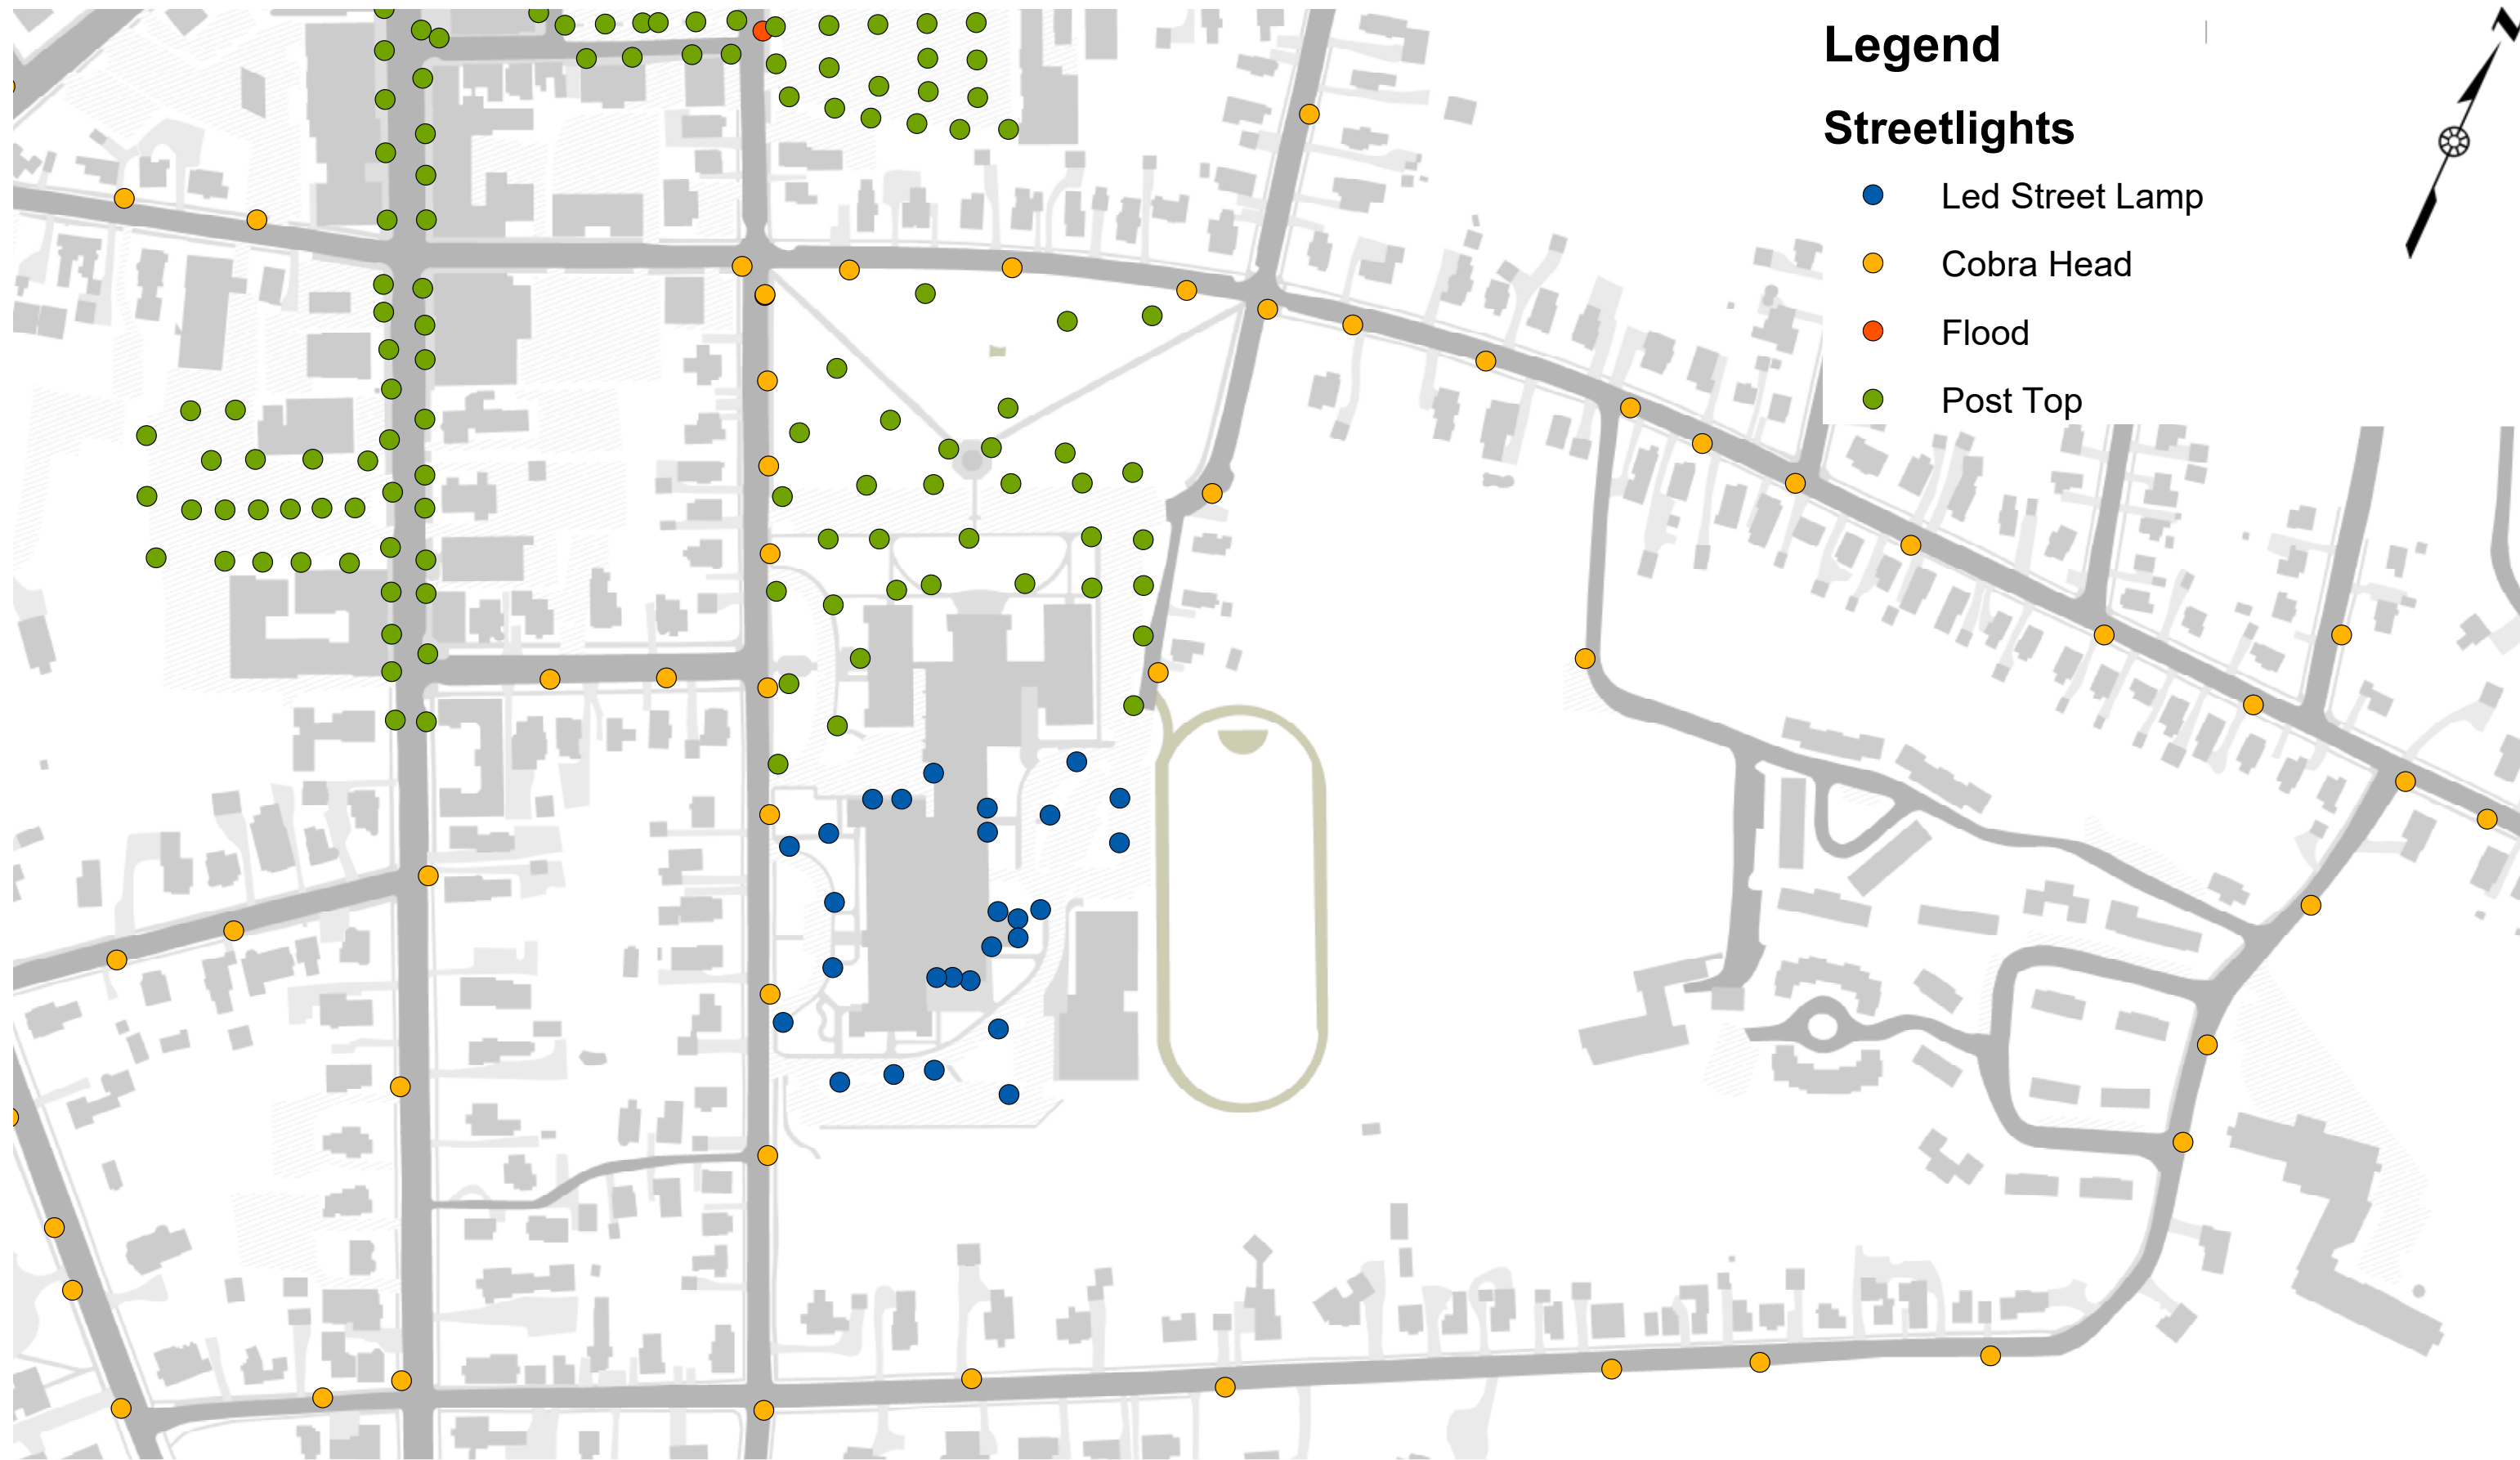 Legend
Streetlights
Led Street Lamp
Cobra Head
Flood
Post Top
N